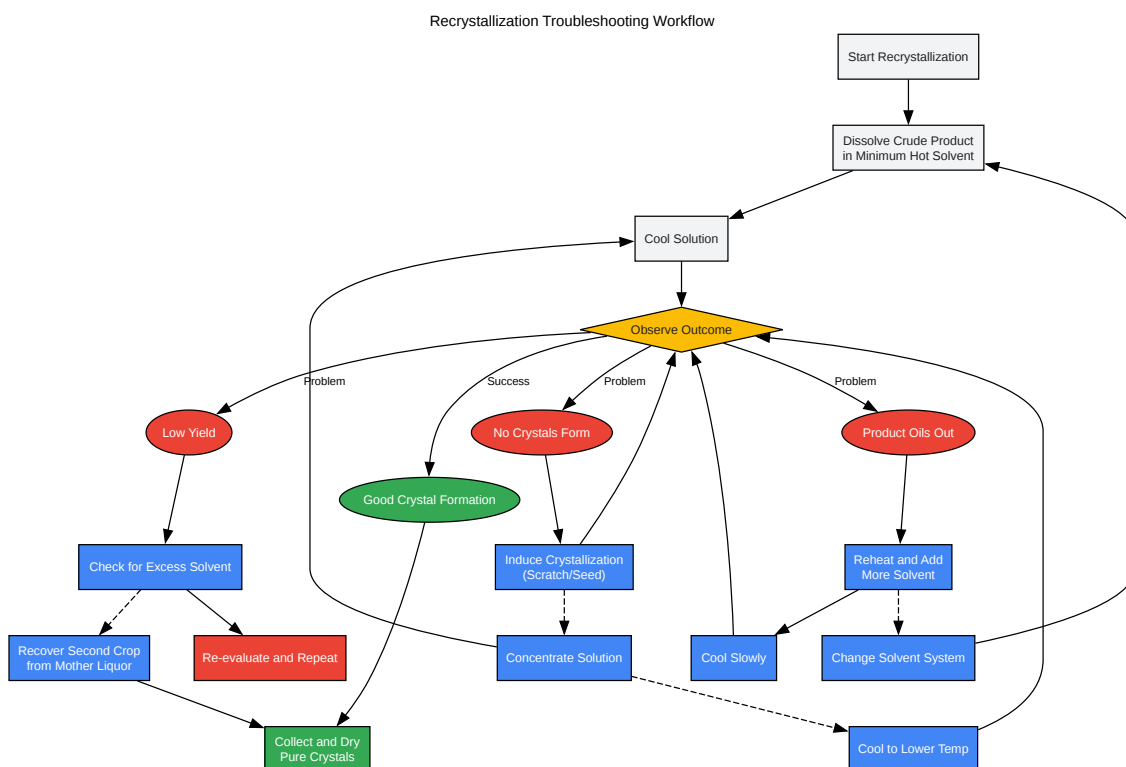 Recrystallization Troubleshooting Workflow
Start Recrystallization
Dissolve Crude Product
in Minimum Hot Solvent
Cool Solution
Observe Outcome
Problem
Success
Problem
Problem
Low Yield
No Crystals Form
Product Oils Out
Good Crystal Formation
Check for Excess Solvent
Induce Crystallization
(Scratch/Seed)
Reheat and Add
More Solvent
Recover Second Crop
from Mother Liquor
Re-evaluate and Repeat
Concentrate Solution
Cool Slowly
Change Solvent System
Collect and Dry
Pure Crystals
Cool to Lower Temp